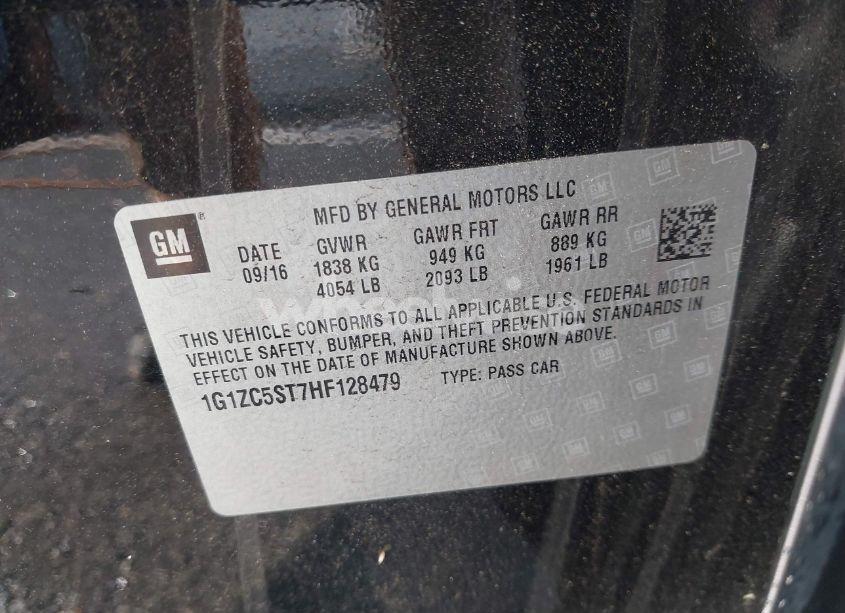 GM
®
MFD BY GENERAL MOTORS LLC
DATE GVWR GAWR FRT GAWR RR
09/16 1838 KG 949 KG 889 KG
4054 LB 2093 LB 1961 LB
THIS VEHICLE CONFORMS TO ALL APPLICABLE U.S. FEDERAL MOTOR
VEHICLE SAFETY, BUMPER, AND THEFT PREVENTION STANDARDS IN
EFFECT ON THE DATE OF MANUFACTURE SHOWN ABOVE.
1G1ZC5ST7HF128479 TYPE: PASS CAR